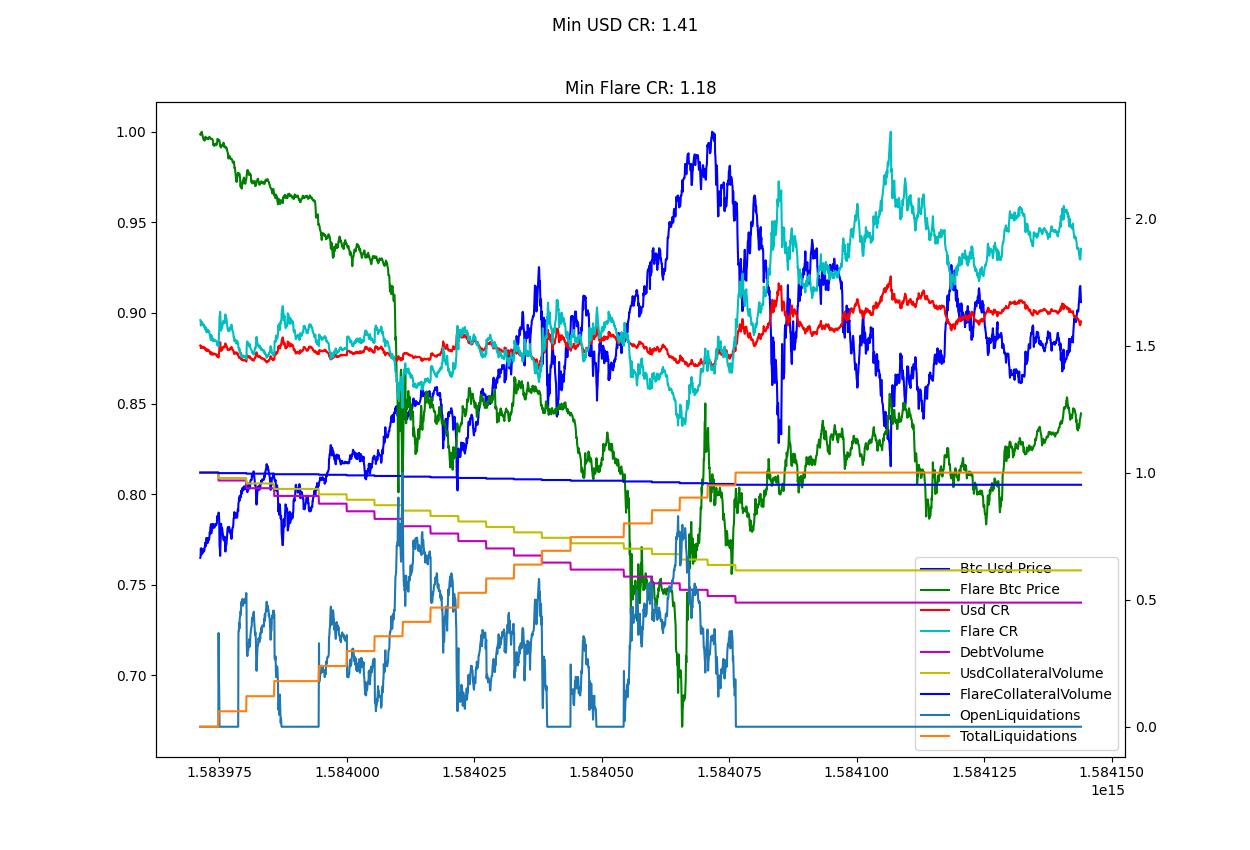 Min USD CR: 1.41
Min Flare CR: 1.18
1.00
0.95
0.90
0.85
0.80
0.75
0.70
2.0
1.5
1.0
0.5
0.0
Btc Usd Price
Flare Btc Price
Usd CR
Flare CR
DebtVolume
UsdCollateralVolume
FlareCollateralVolume
OpenLiquidations
TotalLiquidations
1.583975 1.584000 1.584025 1.584050 1.584075 1.584100 1.584125 1.584150
1e15